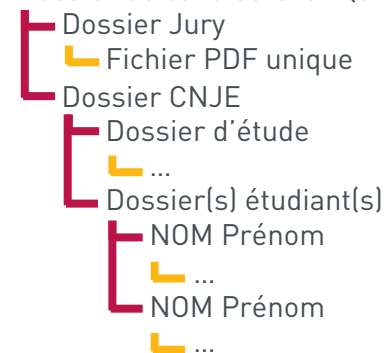 Dossier Jury
Fichier PDF unique
Dossier CNJE
Dossier d'étude
...
Dossier(s) étudiant(s)
NOM Prénom
...
NOM Prénom
...